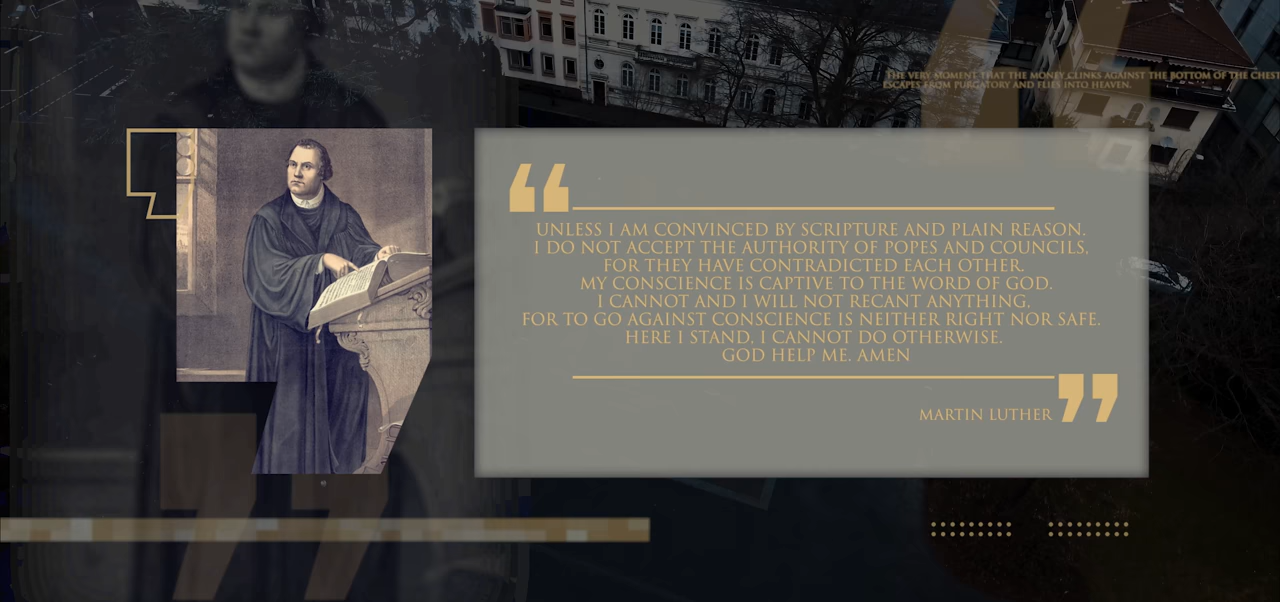 THE VERY MOMENT THAT THE MONEY CLINKS AGAINST THE BOTTOM OF THE CHEST
ESCAPES FROM PURGATORY AND FLIES INTO HEAVEN.
UNLESS I AM CONVINCED BY SCRIPTURE AND PLAIN REASON.
I DO NOT ACCEPT THE AUTHORITY OF POPES AND COUNCILS,
FOR THEY HAVE CONTRADICTED EACH OTHER.
MY CONSCIENCE IS CAPTIVE TO THE WORD OF GOD.
I CANNOT AND I WILL NOT RECANT ANYTHING,
FOR TO GO AGAINST CONSCIENCE IS NEITHER RIGHT NOR SAFE.
HERE I STAND, I CANNOT DO OTHERWISE.
GOD HELP ME. AMEN
MARTIN LUTHER